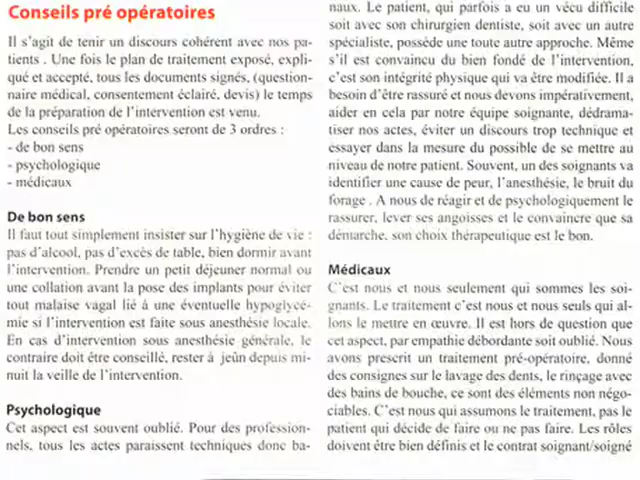 Conseils pré opératoires
Il s'agit de tenir un discours cohérent avec nos pa-
tients . Une fois le plan de traitement exposé, expli-
qué et accepté, tous les documents signés, (question-
naire médical, consentement éclairé, devis) le temps
de la préparation de l'intervention est venu.
Les conseils pré opératoires seront de 3 ordres :
- de bon sens
- psychologique
- médicaux
De bon sens
Il faut tout simplement insister sur l'hygiène de vie :
pas d'alcool, pas d'excès de table, bien dormir avant
l'intervention. Prendre un petit déjeuner normal ou
une collation avant la pose des implants pour éviter
tout malaise vagal lié à une éventuelle hypoglycé-
mie si l'intervention est faite sous anesthésie locale.
En cas d'intervention sous anesthésie générale, le
contraire doit être conseillé, rester à jeûn depuis mi-
nuit la veille de l'intervention.
Psychologique
Cet aspect est souvent oublié. Pour des profession-
nels, tous les actes paraissent techniques donc ba-
naux. Le patient, qui parfois a eu un vécu difficile
soit avec son chirurgien dentiste, soit avec un autre
spécialiste, possède une toute autre approche. Même
s'il est convaincu du bien fondé de l'intervention,
c'est son intégrité physique qui va être modifiée. Il a
besoin d'être rassuré et nous devons impérativement,
aider en cela par notre équipe soignante, dédrama-
tiser nos actes, éviter un discours trop technique et
essayer dans la mesure du possible de se mettre au
niveau de notre patient. Souvent, un des soignants va
identifier une cause de peur, l'anesthésie, le bruit du
forage . A nous de réagir et de psychologiquement le
rassurer, lever ses angoisses et le convaincre que sa
démarche, son choix thérapeutique est le bon.
Médicaux
C'est nous et nous seulement qui sommes les soi-
gnants. Le traitement c'est nous et nous seuls qui al-
lons le mettre en œuvre. Il est hors de question que
cet aspect, par empathie débordante soit oublié. Nous
avons prescrit un traitement pré-opératoire, donné
des consignes sur le lavage des dents, le rinçage avec
des bains de bouche, ce sont des éléments non négo-
ciables. C'est nous qui assumons le traitement, pas le
patient qui décide de faire ou ne pas faire. Les rôles
doivent être bien définis et le contrat soignant/soigné